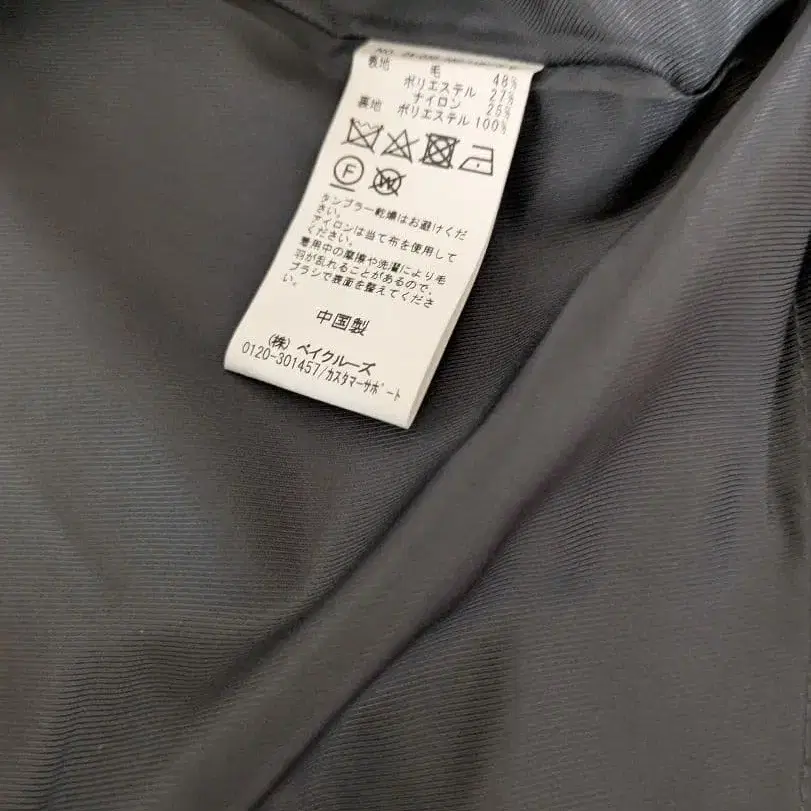 表地 毛 48%
ポリエステル 27%
ナイロン 25%
裏地 ポリエステル 100%
F
W
タンブラー乾燥はお避けくだ
さい。
アイロンは当て布を使用して
ください。
着用中の摩擦や洗濯により毛
羽が乱れることがあるので、
ブラシで表面を整えてくださ
い。
中国製
(株) ベイクルーズ
0120-301457/カスタマーサポート